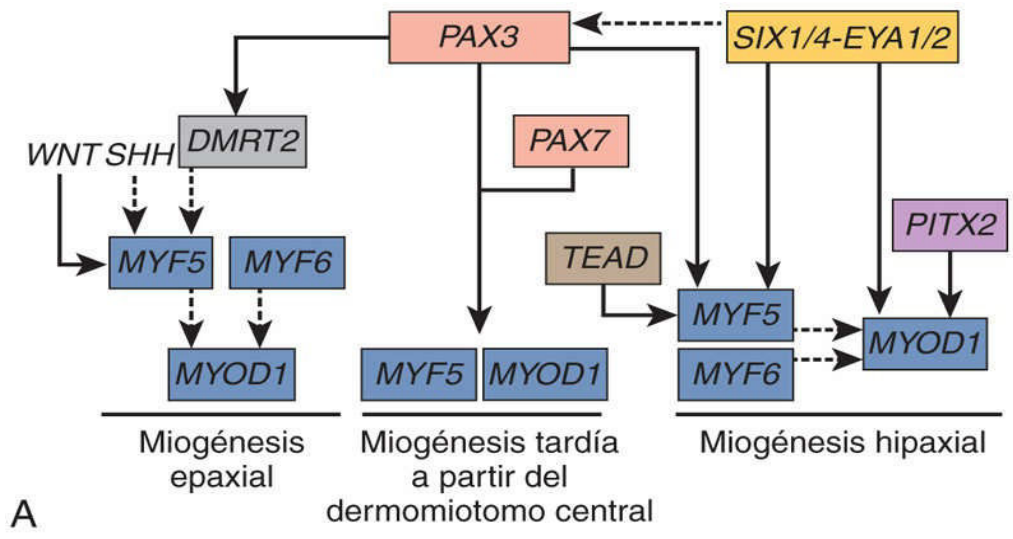 PAX3
SIX1/4-EYA1/2
WNT SHH
DMRT2
PAX7
PITX2
MYF5
MYF6
TEAD
MYF5
MYOD1
MYOD1
MYF5
MYOD1
MYF6
Miogénesis
epaxial
Miogénesis tardía
a partir del
dermomiotomo central
Miogénesis hipaxial
A